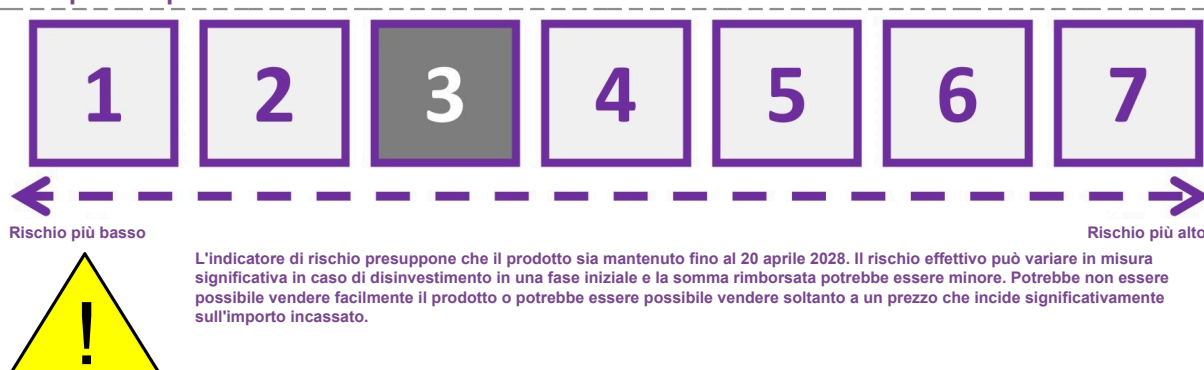 1 2 3 4 5 6 7
Rischio più basso Rischio più alto
L'indicatore di rischio presuppone che il prodotto sia mantenuto fino al 20 aprile 2028. Il rischio effettivo può variare in misura
significativa in caso di disinvestimento in una fase iniziale e la somma rimborsata potrebbe essere minore. Potrebbe non essere
possibile vendere facilmente il prodotto o potrebbe essere possibile vendere soltanto a un prezzo che incide significativamente
sull'importo incassato.
!